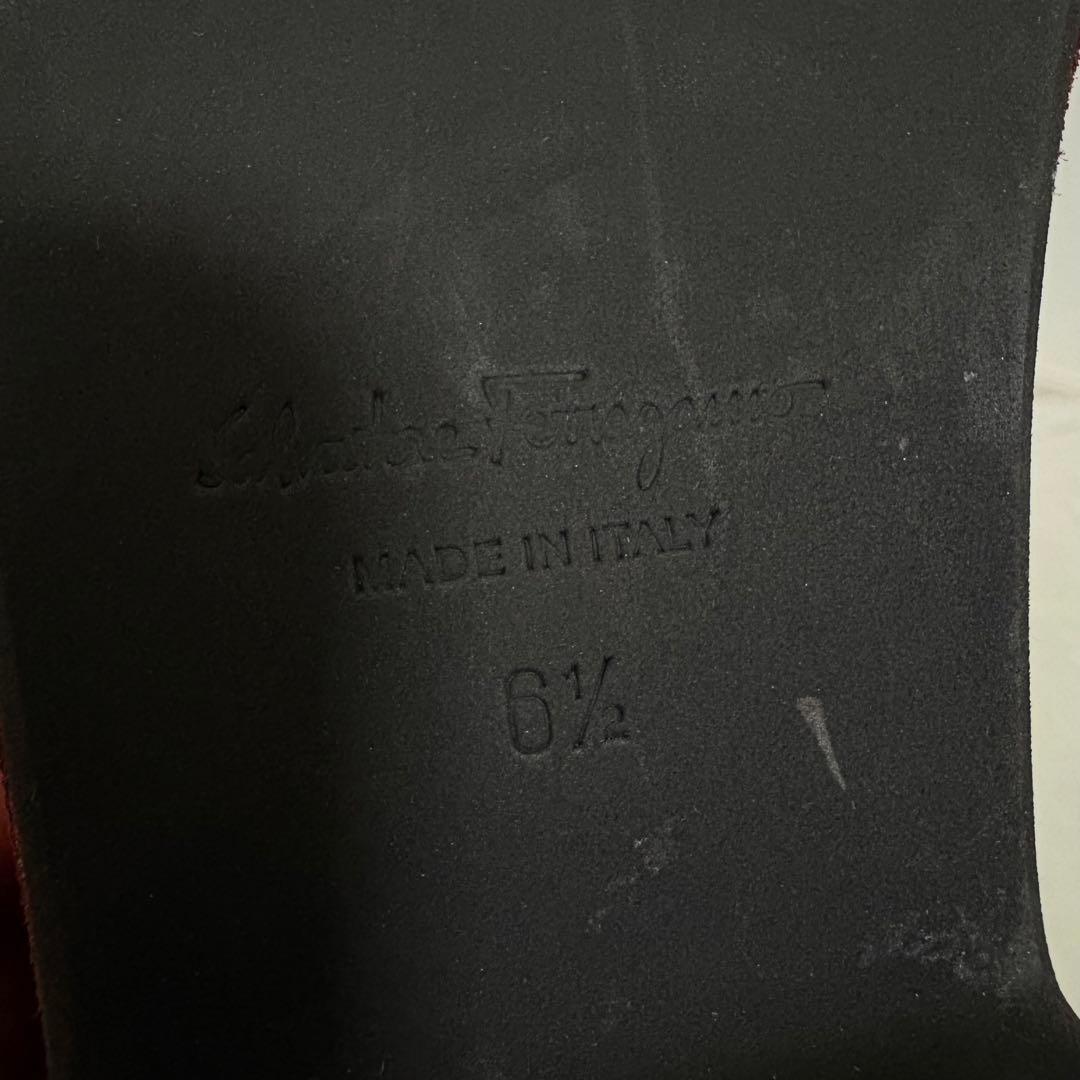 Salvatore Ferragamo
MADE IN ITALY
6½